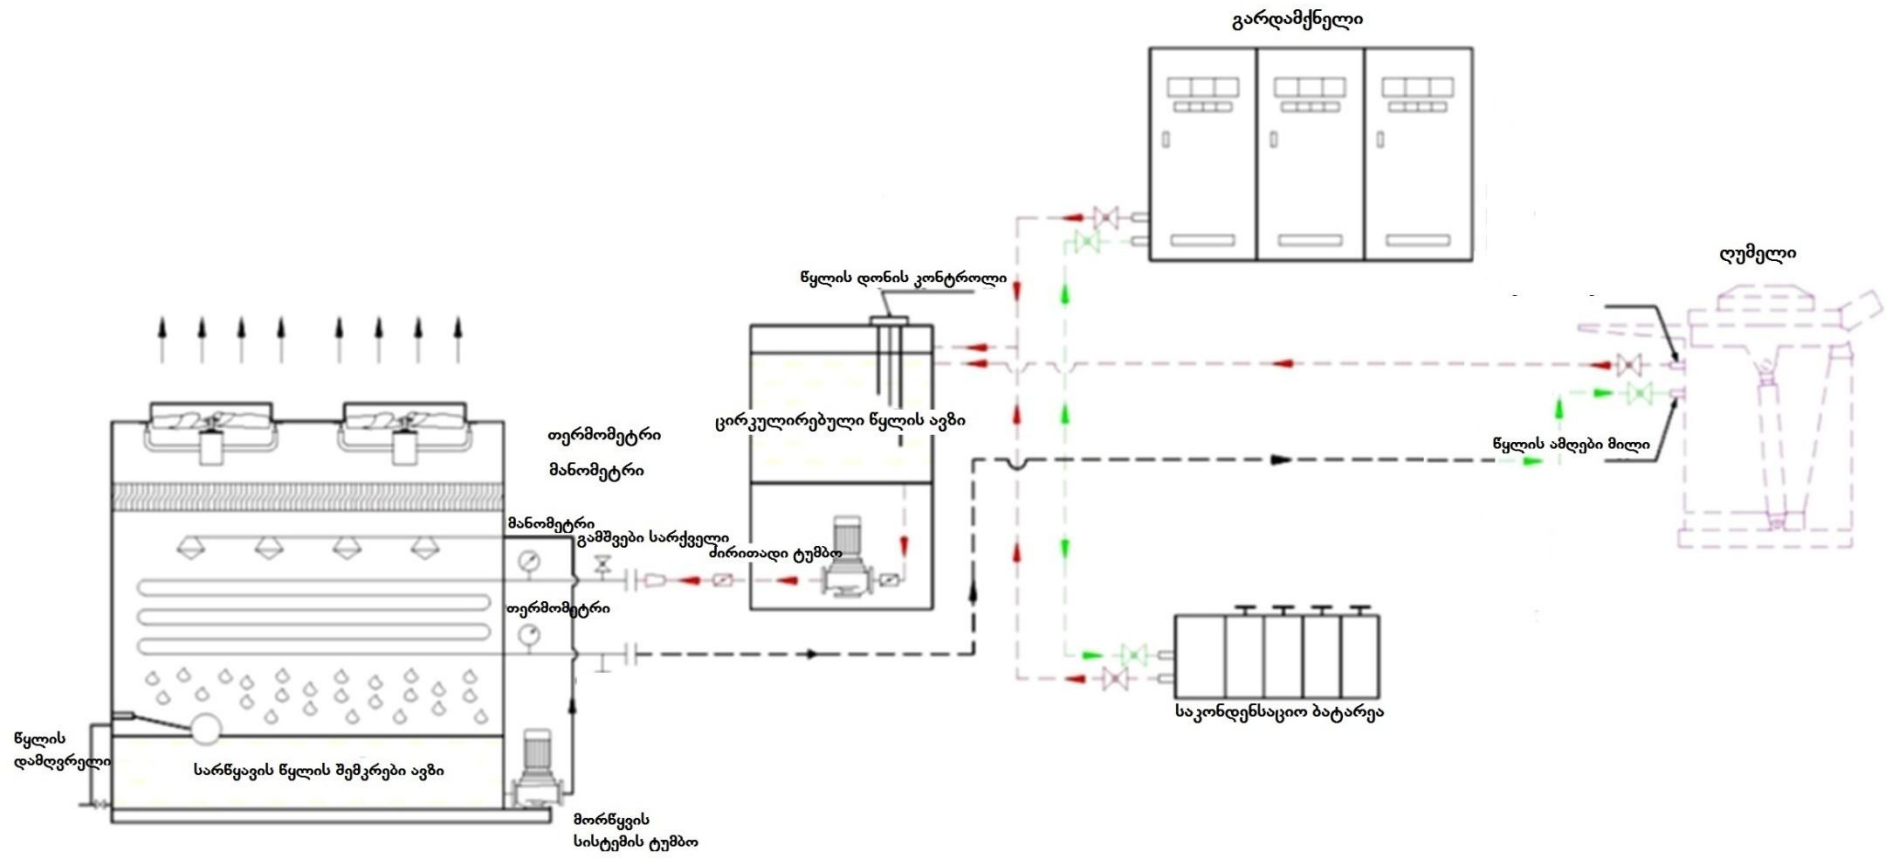 გარდამქნელი
ღუმელი
წყლის დონის კონტროლი
ცირკულირებული წყლის ავზი
თერმომეტრი
მანომეტრი
წყლის ამღები მილი
მანომეტრი
გამშვები სარქველი
ძირითადი ტუმბო
თერმომეტრი
საკონდენსაციო ბატარეა
წყლის
დამღვრელი
სარწყავის წყლის შემკრები ავზი
მორწყვის
სისტემის ტუმბო